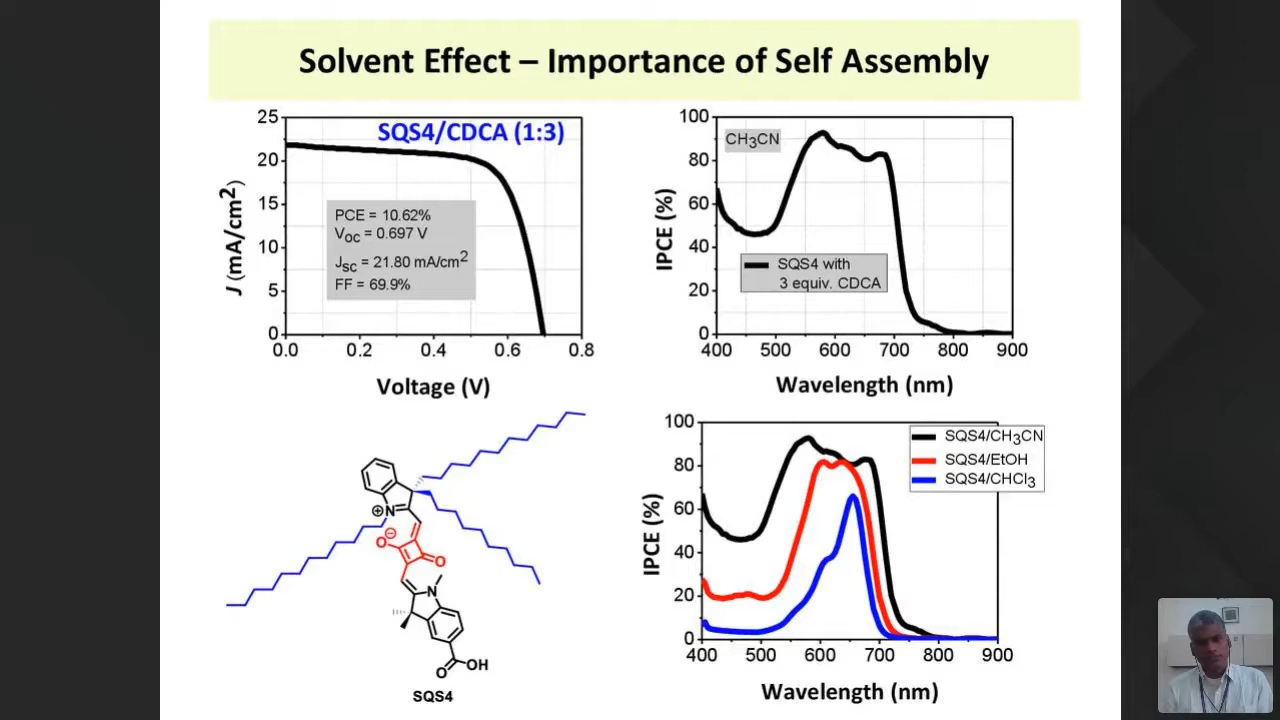 Solvent Effect – Importance of Self Assembly
SQS4/CDCA (1:3)
PCE = 10.62%
VOC = 0.697 V
JSC = 21.80 mA/cm2
FF = 69.9%
J (mA/cm2)
25
20
15
10
5
0
0.0 0.2 0.4 0.6 0.8
Voltage (V)
CH3CN
SQS4 with
3 equiv. CDCA
IPCE (%)
100
80
60
40
20
0
400 500 600 700 800 900
Wavelength (nm)
N
⊕
⊖
O
O
N
OH
O
SQS4
SQS4/CH3CN
SQS4/EtOH
SQS4/CHCl3
IPCE (%)
100
80
60
40
20
0
400 500 600 700 800 900
Wavelength (nm)